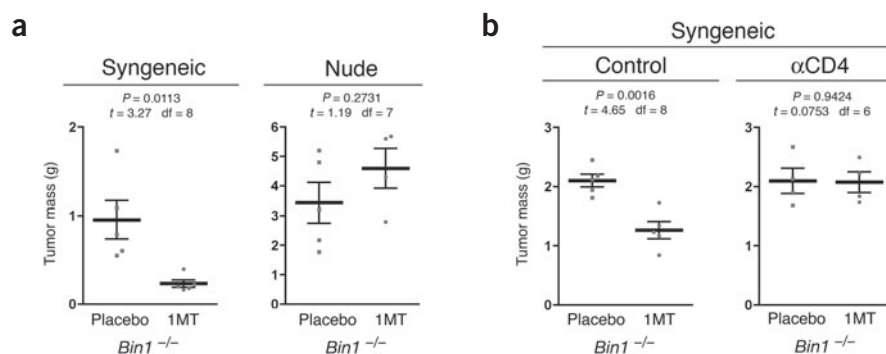 a
Syngeneic
P = 0.0113
t = 3.27 df = 8
Tumor mass (g)
2
1
0
Placebo 1MT
Bin1 –/–
Nude
P = 0.2731
t = 1.19 df = 7
6
5
4
3
2
1
0
Placebo 1MT
Bin1 –/–
b
Syngeneic
Control
P = 0.0016
t = 4.65 df = 8
Tumor mass (g)
3
2
1
0
Placebo 1MT
Bin1 –/–
αCD4
P = 0.9424
t = 0.0753 df = 6
3
2
1
0
Placebo 1MT
Bin1 –/–